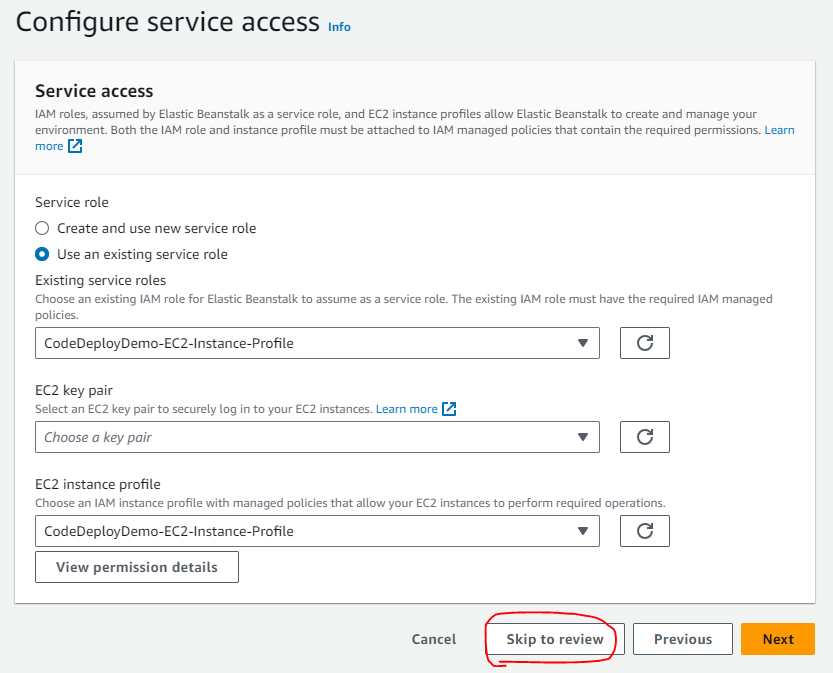 Configure service access Info
Service access
IAM roles, assumed by Elastic Beanstalk as a service role, and EC2 instance profiles allow Elastic Beanstalk to create and manage your
environment. Both the IAM role and instance profile must be attached to IAM managed policies that contain the required permissions. Learn
more
Service role
Create and use new service role
Use an existing service role
Existing service roles
Choose an existing IAM role for Elastic Beanstalk to assume as a service role. The existing IAM role must have the required IAM managed
policies.
CodeDeployDemo-EC2-Instance-Profile
EC2 key pair
Select an EC2 key pair to securely log in to your EC2 instances. Learn more
Choose a key pair
EC2 instance profile
Choose an IAM instance profile with managed policies that allow your EC2 instances to perform required operations.
CodeDeployDemo-EC2-Instance-Profile
View permission details
Cancel Skip to review Previous Next